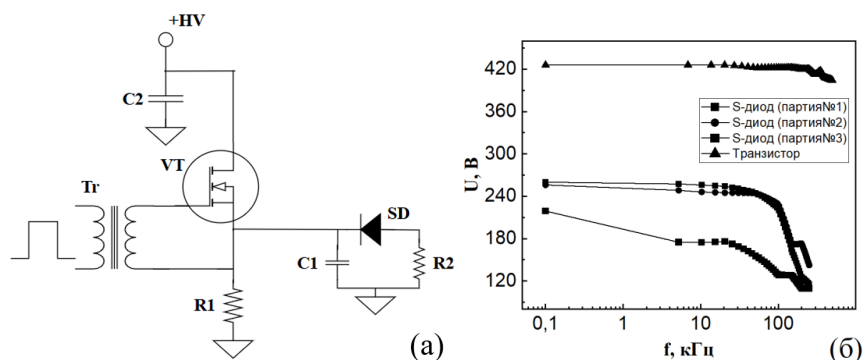 +HV
C2
VT
Tr
SD
C1
R2
R1
(а)
U, В
420
360
300
240
180
120
S-диод (партия№1)
S-диод (партия№2)
S-диод (партия№3)
Транзистор
0,1
1
10
100
f, кГц
(б)